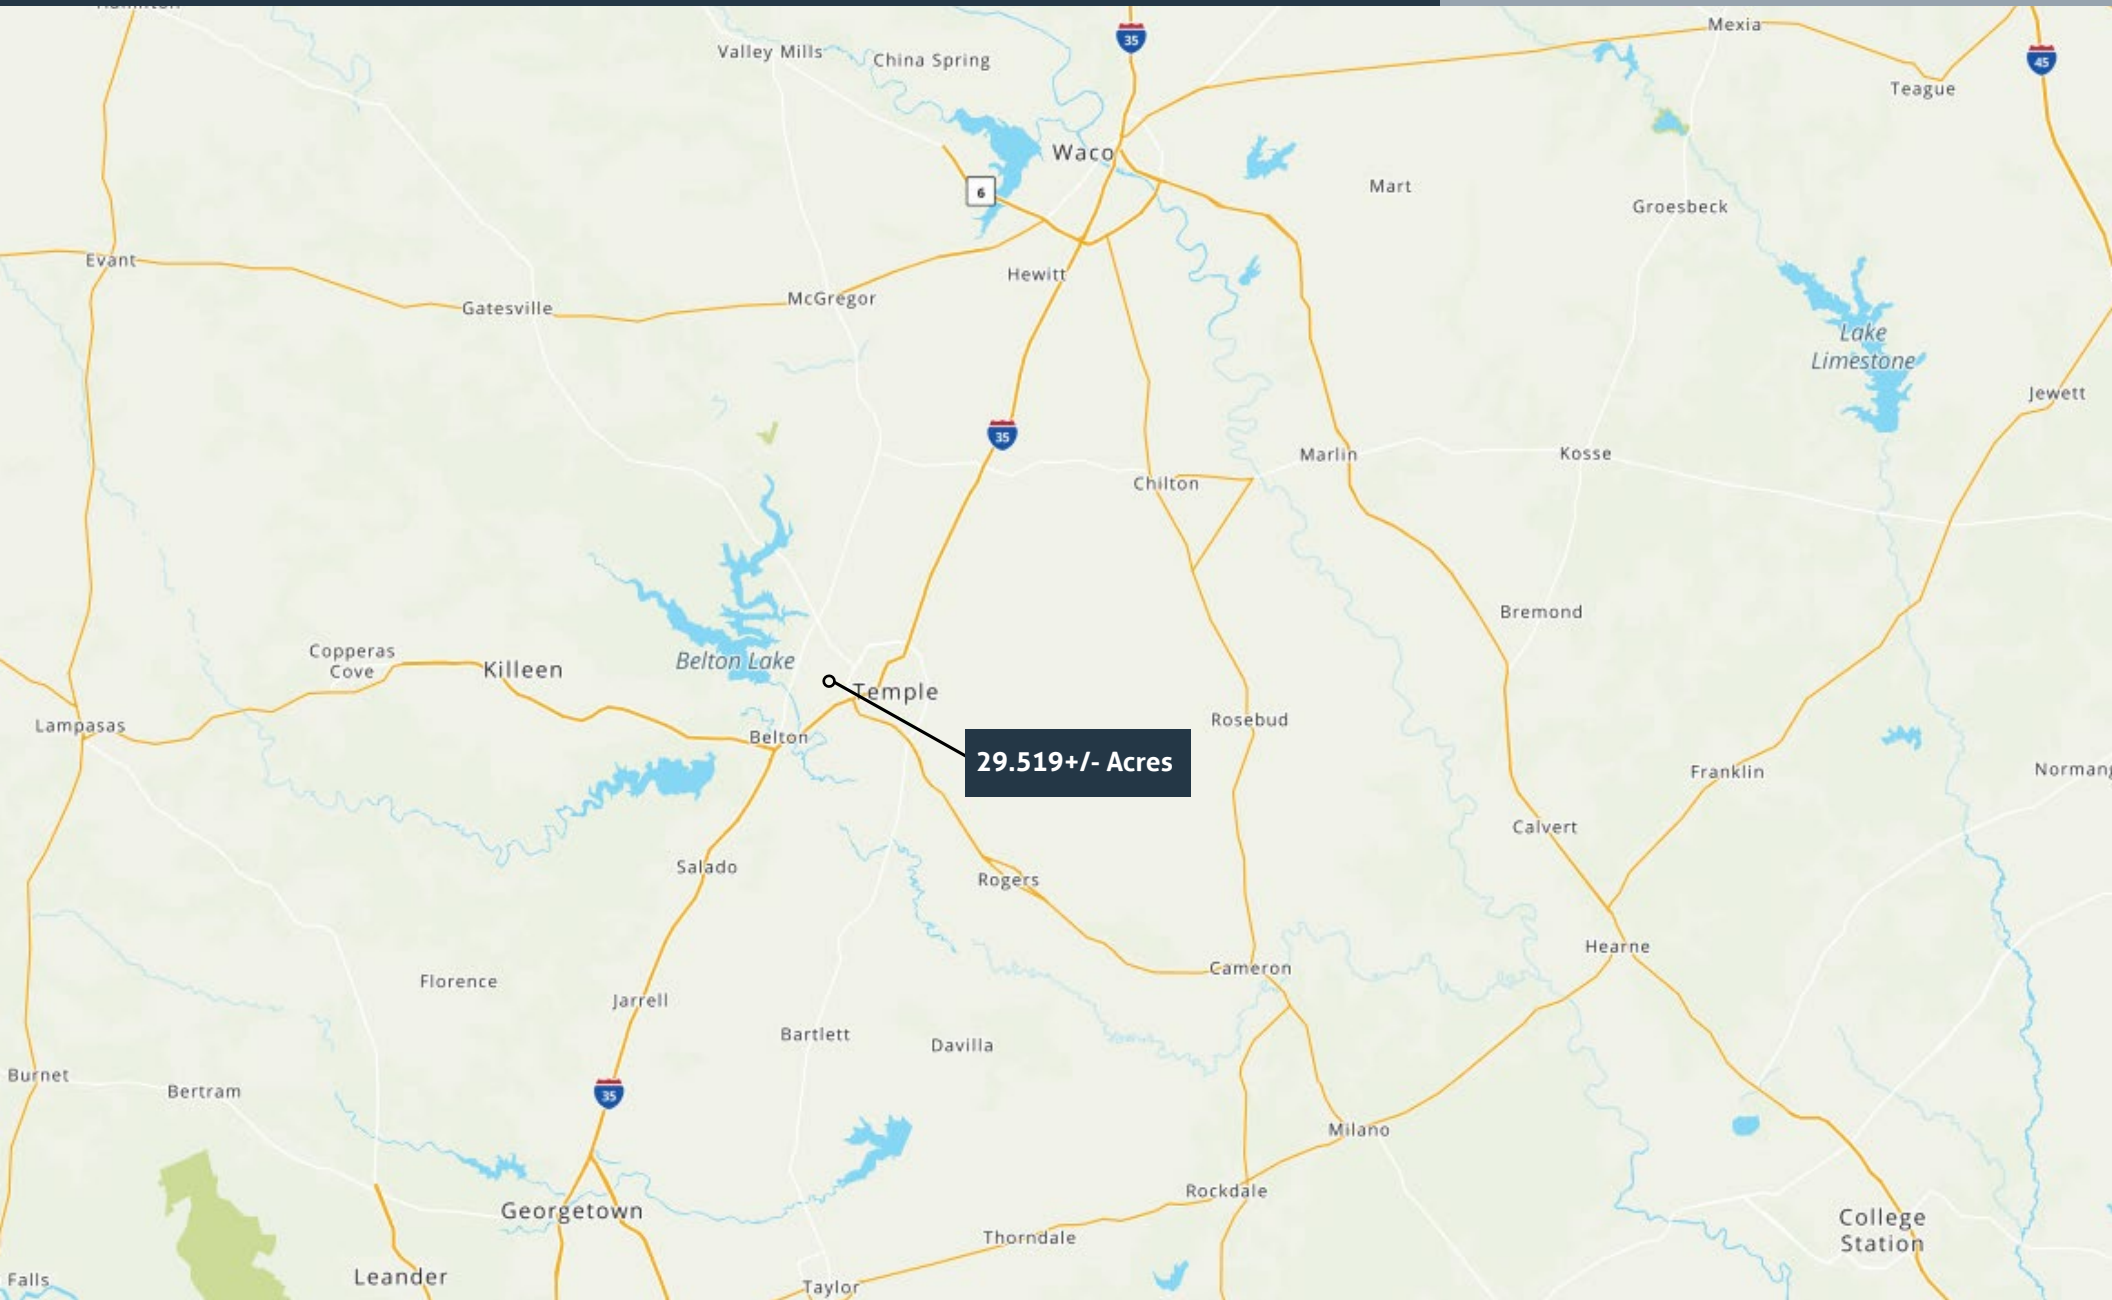 35
Mexia
Valley Mills
China Spring
45
Teague
Waco
Mart
6
Groesbeck
Evant
Hewitt
McGregor
Gatesville
Lake
Limestone
Jewett
35
Marlin
Kosse
Chilton
Bremond
Copperas
Cove
Killeen
Belton Lake
Temple
Lampasas
Rosebud
Belton
29.519+/- Acres
Franklin
Normang
Calvert
Salado
Rogers
Hearne
Cameron
Florence
Jarrell
Bartlett
Davilla
Burnet
Bertram
35
Milano
Rockdale
Georgetown
College
Station
Thorndale
Leander
Falls
Taylor